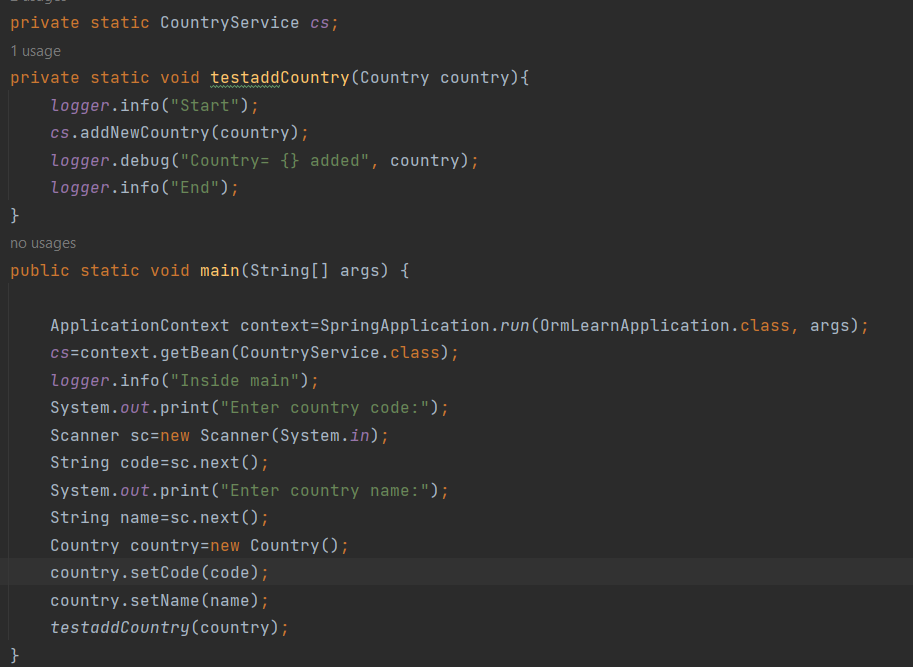 2 usages
private static CountryService cs;
1 usage
private static void testaddCountry(Country country){
    logger.info("Start");
    cs.addNewCountry(country);
    logger.debug("Country= {} added", country);
    logger.info("End");
}
no usages
public static void main(String[] args) {

    ApplicationContext context=SpringApplication.run(OrmLearnApplication.class, args);
    cs=context.getBean(CountryService.class);
    logger.info("Inside main");
    System.out.print("Enter country code:");
    Scanner sc=new Scanner(System.in);
    String code=sc.next();
    System.out.print("Enter country name:");
    String name=sc.next();
    Country country=new Country();
    country.setCode(code);
    country.setName(name);
    testaddCountry(country);
}